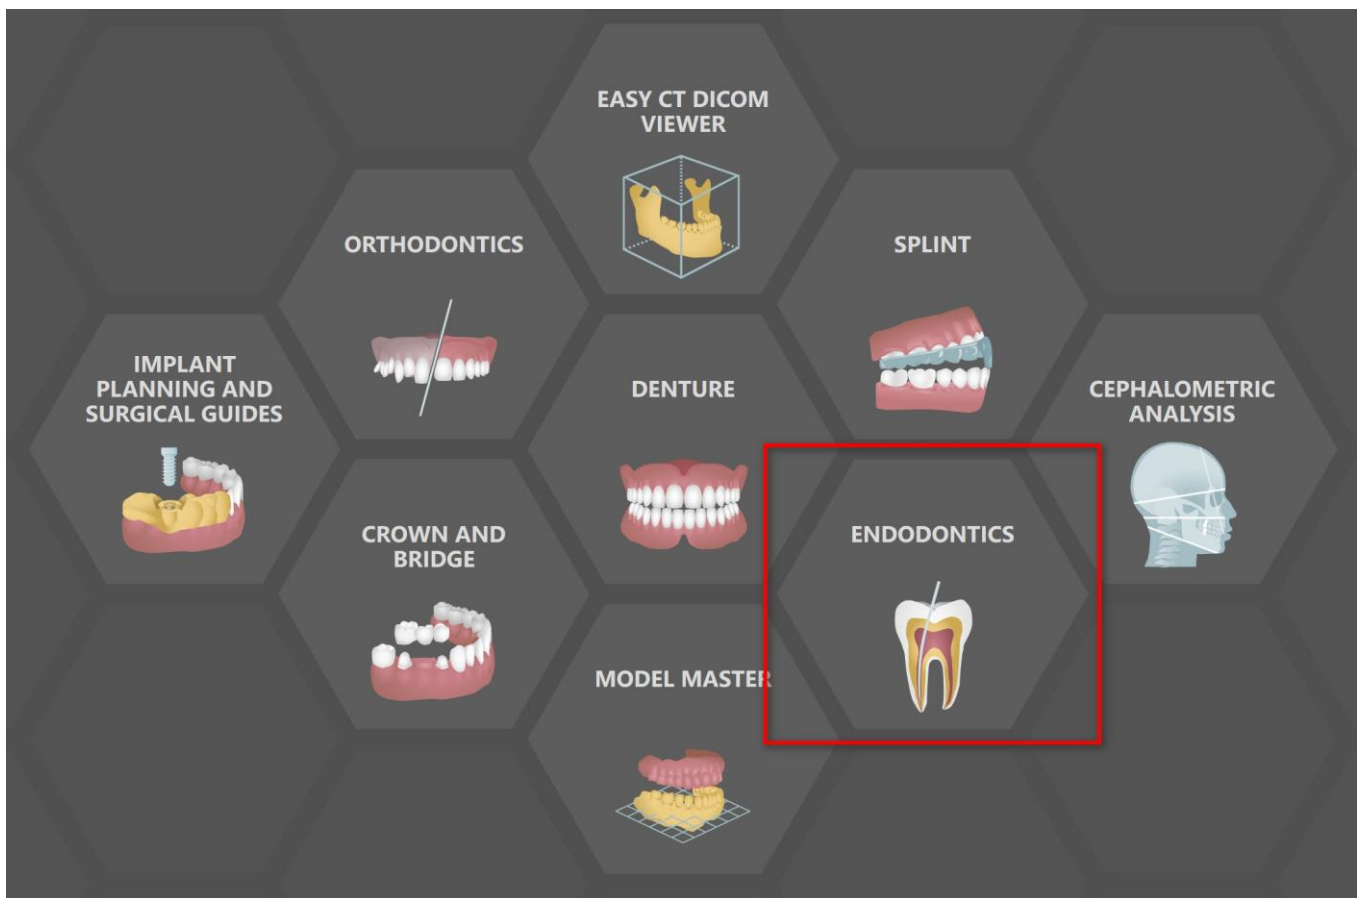 EASY CT DICOM
VIEWER
ORTHODONTICS
SPLINT
IMPLANT
PLANNING AND
SURGICAL GUIDES
DENTURE
CEPHALOMETRIC
ANALYSIS
CROWN AND
BRIDGE
ENDODONTICS
MODEL MASTER